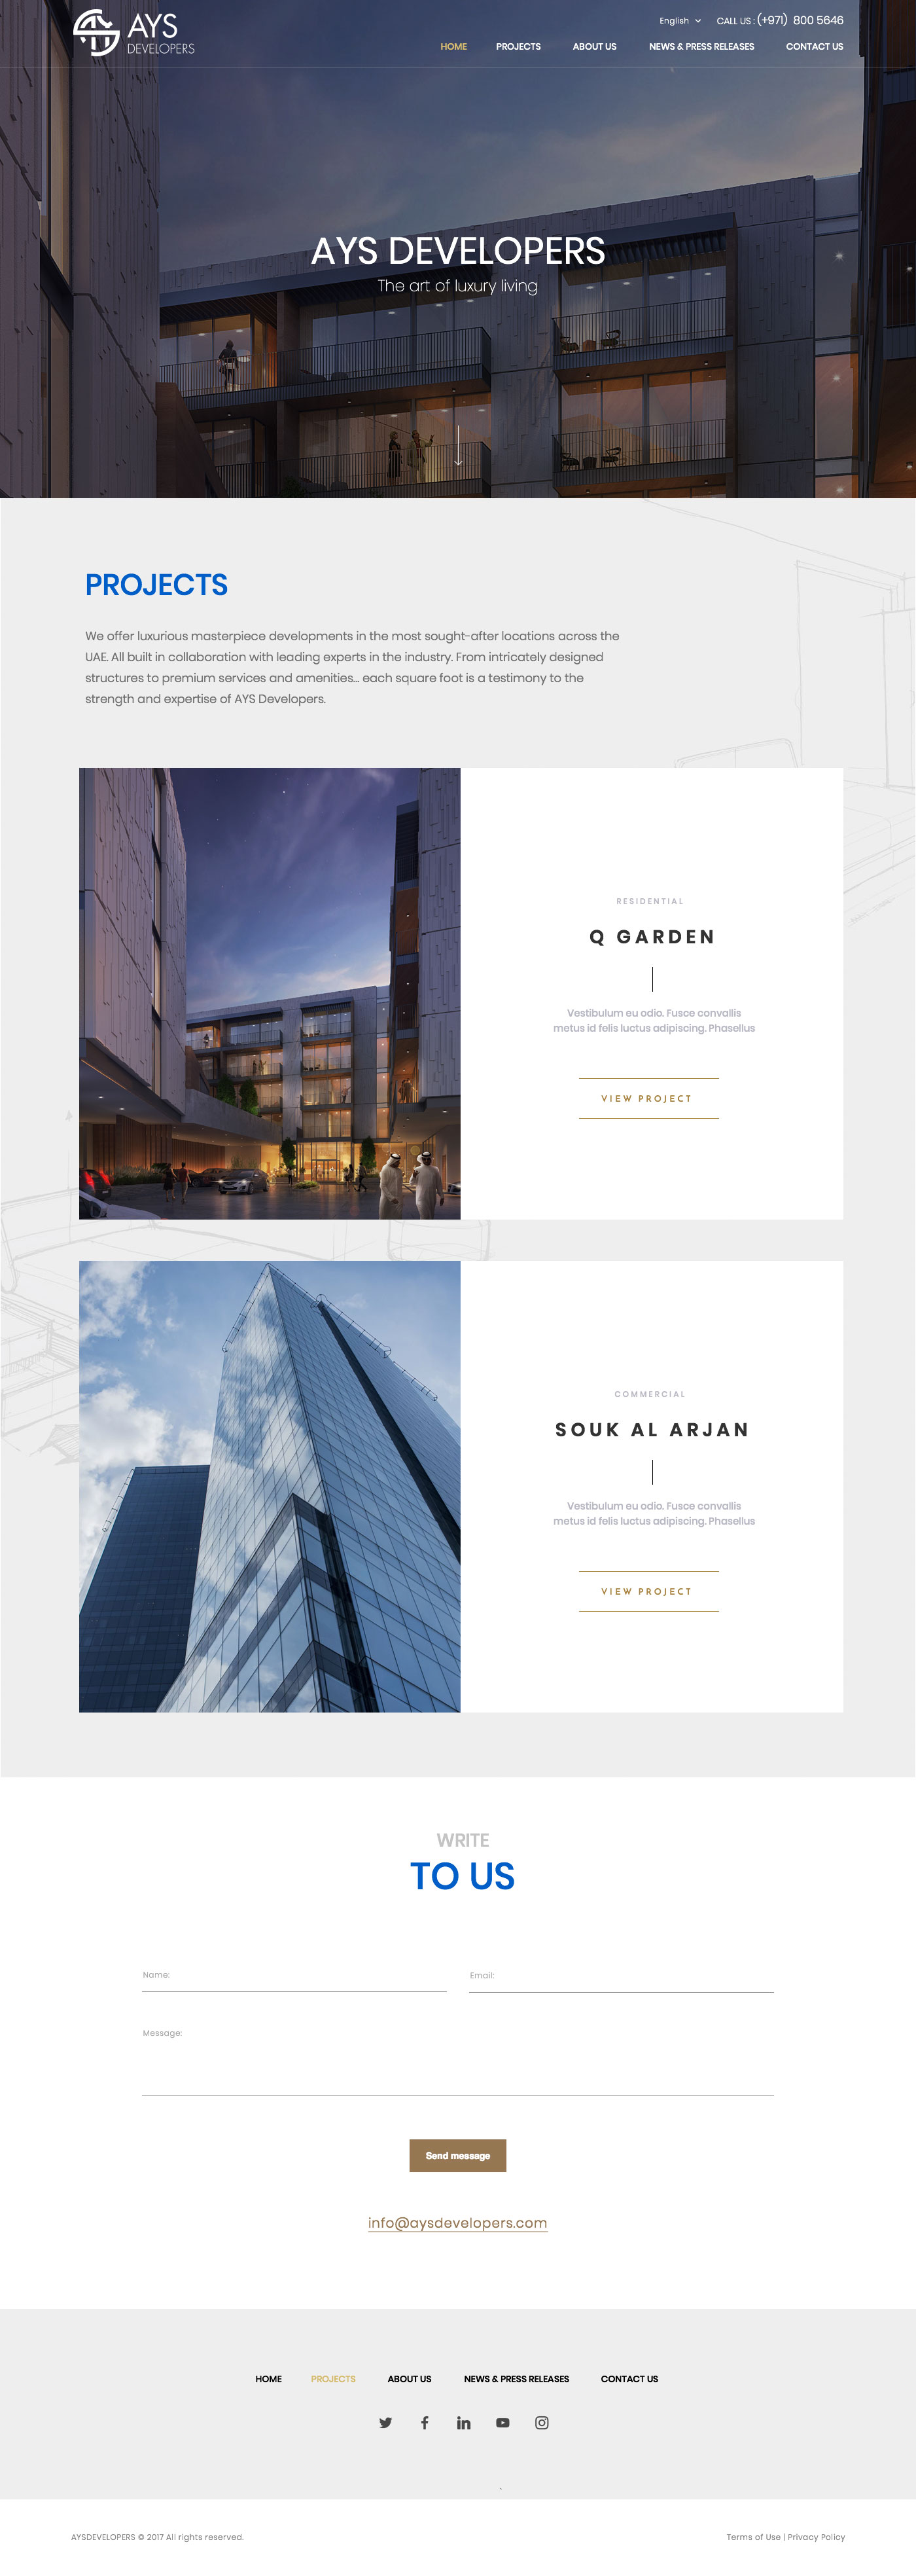 AYS
DEVELOPERS
English
CALL US : (+971) 800 5646
HOME PROJECTS ABOUT US NEWS & PRESS RELEASES CONTACT US
AYS DEVELOPERS
The art of luxury living
PROJECTS
We offer luxurious masterpiece developments in the most sought-after locations across the
UAE. All built in collaboration with leading experts in the industry. From intricately designed
structures to premium services and amenities... each square foot is a testimony to the
strength and expertise of AYS Developers.
RESIDENTIAL
Q GARDEN
Vestibulum eu odio. Fusce convallis
metus id felis luctus adipiscing. Phasellus
VIEW PROJECT
COMMERCIAL
SOUK AL ARJAN
Vestibulum eu odio. Fusce convallis
metus id felis luctus adipiscing. Phasellus
VIEW PROJECT
WRITE
TO US
Name:
Email:
Message:
Send message
info@aysdevelopers.com
HOME PROJECTS ABOUT US NEWS & PRESS RELEASES CONTACT US
AYSDEVELOPERS © 2017 All rights reserved.
Terms of Use | Privacy Policy